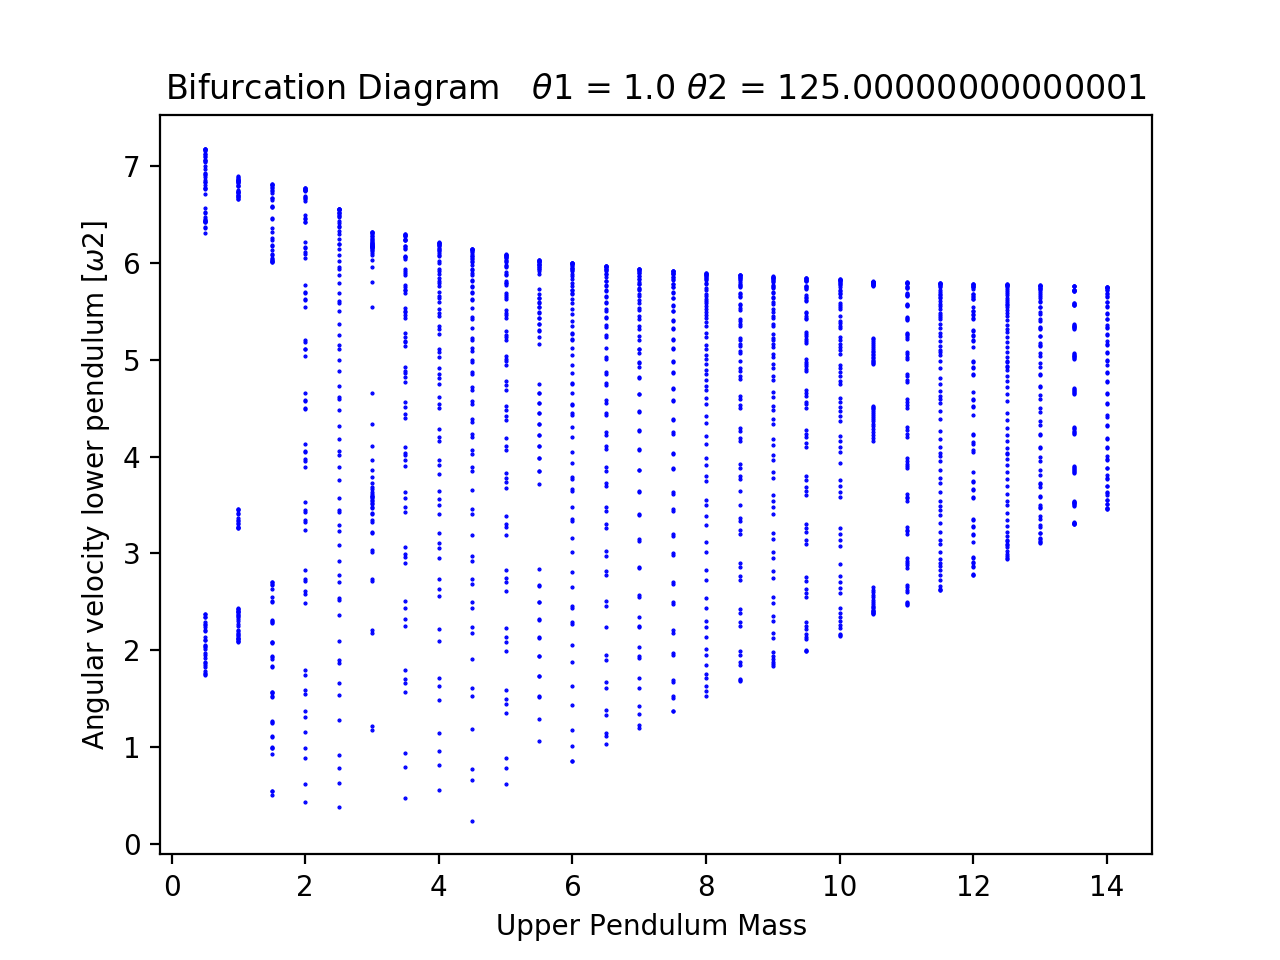 Bifurcation Diagram θ1 = 1.0 θ2 = 125.00000000000001
7
6
5
4
3
2
1
0
Angular velocity lower pendulum [ω2]
0 2 4 6 8 10 12 14
Upper Pendulum Mass